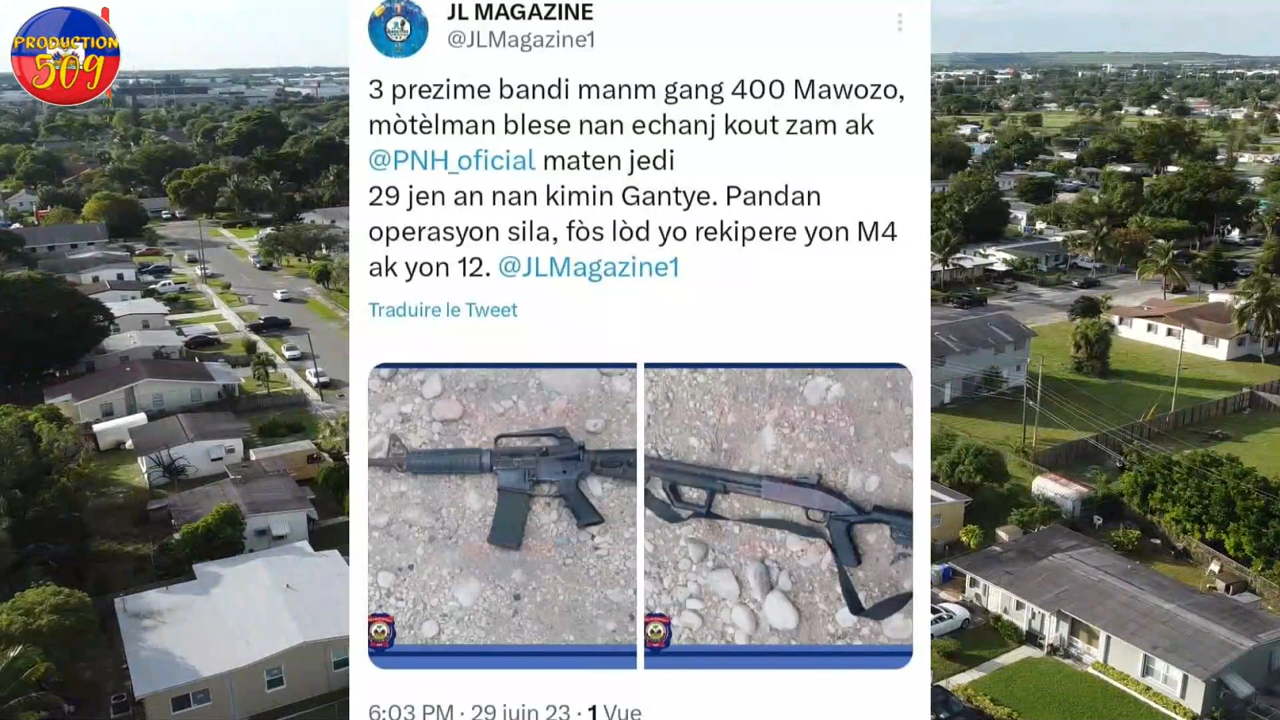 PRODUCTION
509
JL MAGAZINE
@JLMagazine1
3 prezime bandi manm gang 400 Mawozo,
mòtèlman blese nan echanj kout zam ak
@PNH_oficial maten jedi
29 jen an nan kimin Gantye. Pandan
operasyon sila, fòs lòd yo rekipere yon M4
ak yon 12. @JLMagazine1
Traduire le Tweet
6:03 PM · 29 juin 23 · 1 Vue